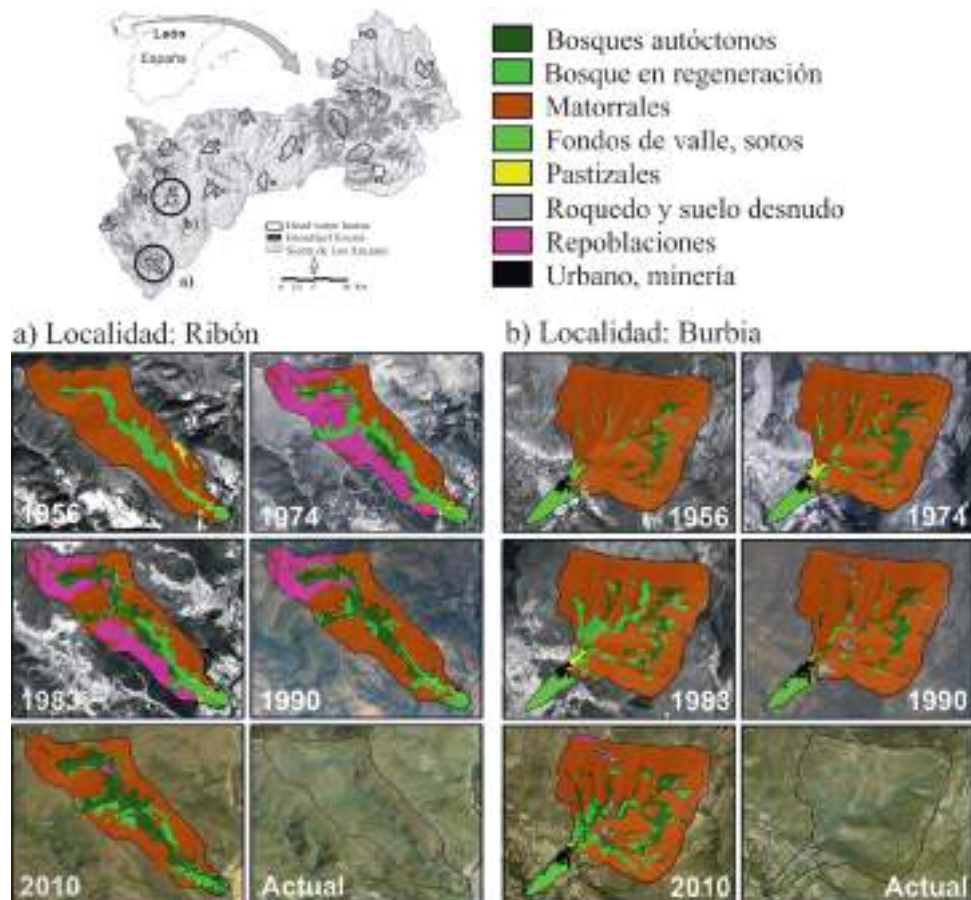 León
España
b)
a)
Bosques autóctonos
Bosque en regeneración
Matorrales
Fondos de valle, sotos
Pastizales
Roquedo y suelo desnudo
Repoblaciones
Urbano, minería
a) Localidad: Ribón
1956
1974
1983
1990
2010
Actual
b) Localidad: Burbia
1956
1974
1983
1990
2010
Actual